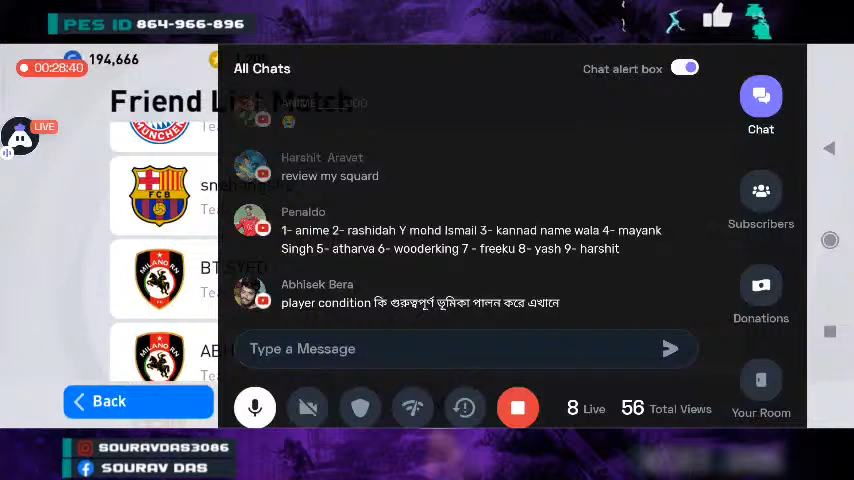 PES ID 864-966-896
194,666
00:28:40
All Chats
Chat alert box
Friend List Match
LIVE
Chat
Harshit Aravet
review my squard
Penaldo
1- anime 2- rashidah Y mohd Ismail 3- kannad name wala 4- mayank
Singh 5- atharva 6- wooderking 7 - freeku 8- yash 9- harshit
Subscribers
BT SYED
Abhisek Bera
player condition কি গুরুত্বপূর্ণ ভূমিকা পালন করে এখানে
Donations
Type a Message
Back
8 Live 56 Total Views
Your Room
SOURAVDAS3086
SOURAV DAS